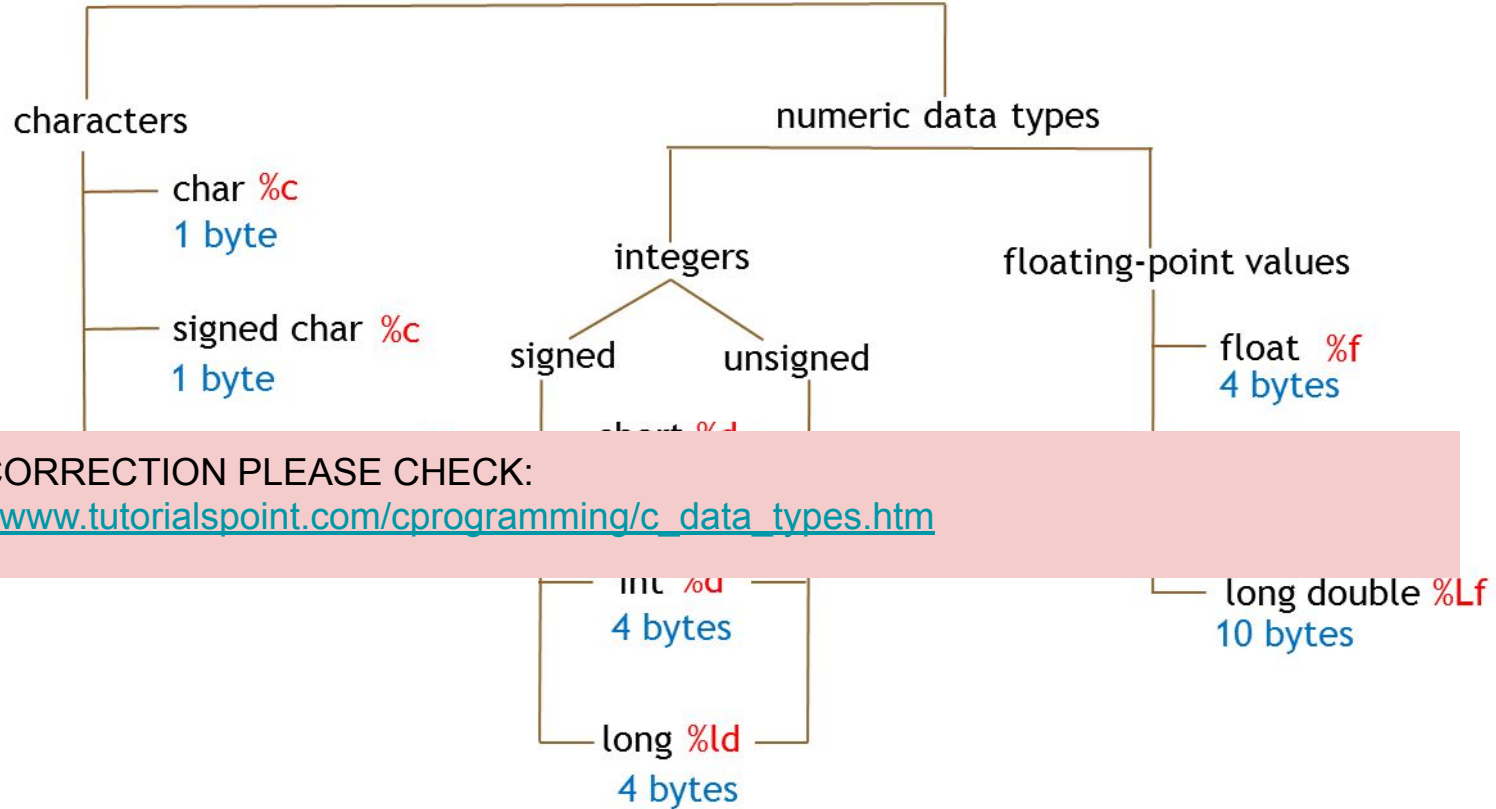 characters
numeric data types
char %c
1 byte
integers
floating-point values
signed char %c
1 byte
signed
unsigned
float %f
4 bytes
short %d
CORRECTION PLEASE CHECK:
www.tutorialspoint.com/cprogramming/c_data_types.htm
int %d
4 bytes
long double %Lf
10 bytes
long %ld
4 bytes